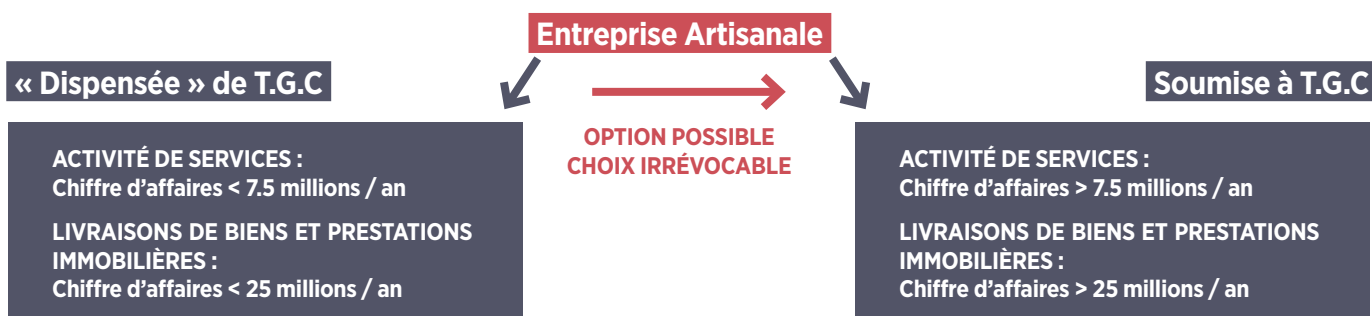 Entreprise Artisanale
« Dispensée » de T.G.C
Soumise à T.G.C
OPTION POSSIBLE
CHOIX IRRÉVOCABLE
ACTIVITÉ DE SERVICES :
Chiffre d'affaires < 7.5 millions / an
LIVRAISONS DE BIENS ET PRESTATIONS
IMMOBILIÈRES :
Chiffre d'affaires < 25 millions / an
ACTIVITÉ DE SERVICES :
Chiffre d'affaires > 7.5 millions / an
LIVRAISONS DE BIENS ET PRESTATIONS
IMMOBILIÈRES :
Chiffre d'affaires > 25 millions / an